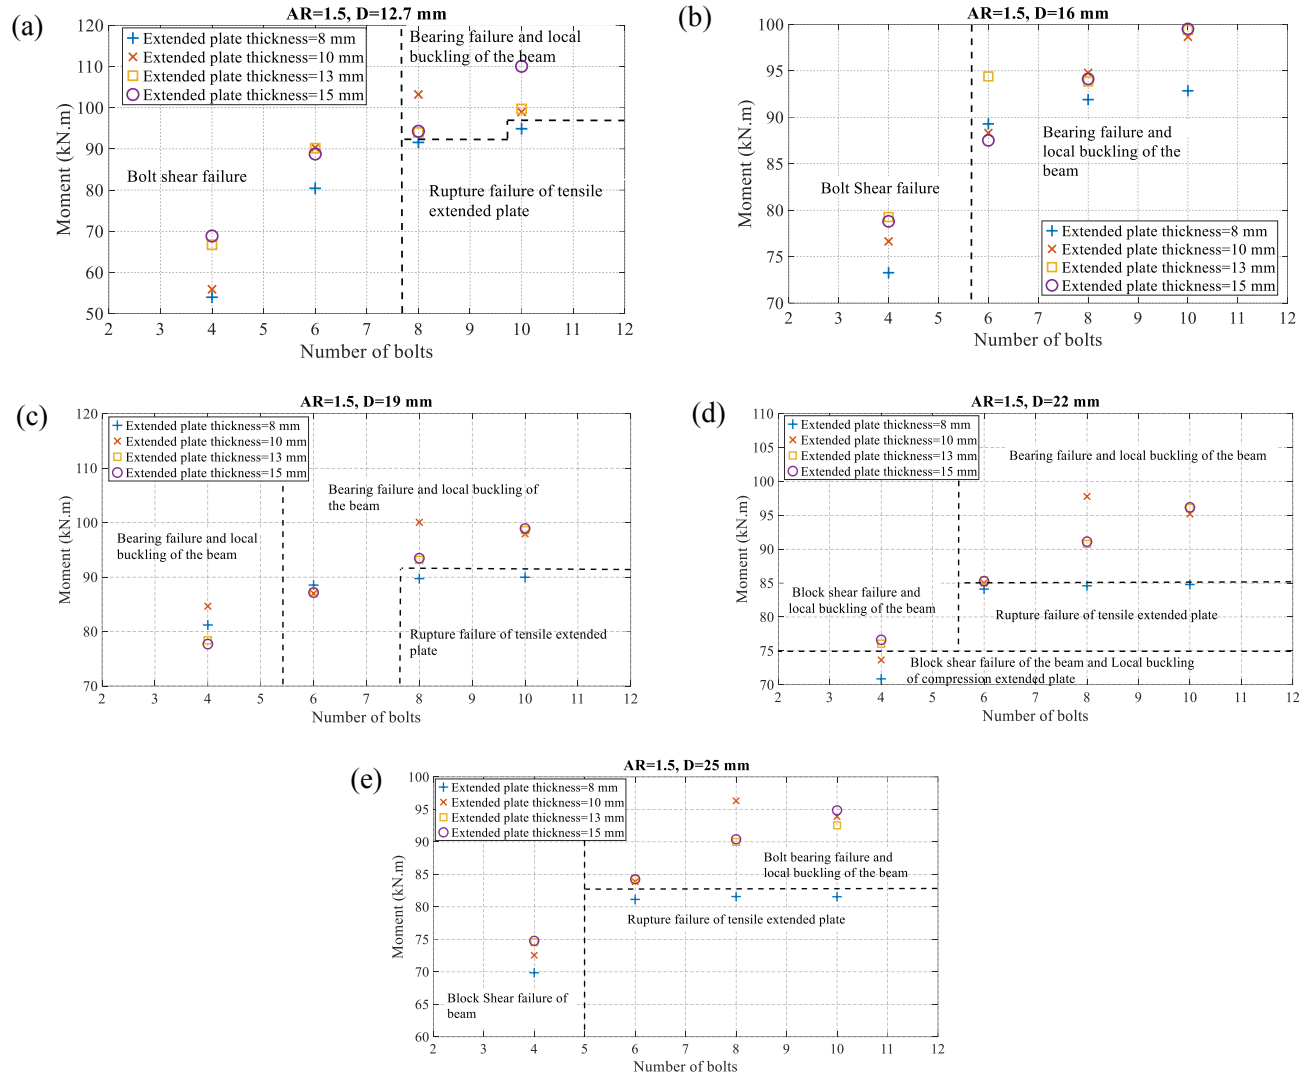 (a)
AR=1.5, D=12.7 mm
Moment (kN.m)
120
110
100
90
80
70
60
50
Extended plate thickness=8 mm
Extended plate thickness=10 mm
Extended plate thickness=13 mm
Extended plate thickness=15 mm
Bearing failure and local
buckling of the beam
Bolt shear failure
Rupture failure of tensile
extended plate
2 3 4 5 6 7 8 9 10 11 12
Number of bolts
(b)
AR=1.5, D=16 mm
Moment (kN.m)
100
95
90
85
80
75
70
Bearing failure and
local buckling of the
beam
Bolt Shear failure
Extended plate thickness=8 mm
Extended plate thickness=10 mm
Extended plate thickness=13 mm
Extended plate thickness=15 mm
2 3 4 5 6 7 8 9 10 11 12
Number of bolts
(c)
AR=1.5, D=19 mm
Moment (kN.m)
120
110
100
90
80
70
Extended plate thickness=8 mm
Extended plate thickness=10 mm
Extended plate thickness=13 mm
Extended plate thickness=15 mm
Bearing failure and local buckling of
the beam
Bearing failure and local
buckling of the beam
Rupture failure of tensile extended
plate
2 3 4 5 6 7 8 9 10 11 12
Number of bolts
(d)
AR=1.5, D=22 mm
Moment (kN.m)
110
105
100
95
90
85
80
75
70
Extended plate thickness=8 mm
Extended plate thickness=10 mm
Extended plate thickness=13 mm
Extended plate thickness=15 mm
Bearing failure and local buckling of the beam
Block shear failure and
local buckling of the beam
Rupture failure of tensile extended plate
Block shear failure of the beam and Local buckling
of compression extended plate
2 3 4 5 6 7 8 9 10 11 12
Number of bolts
(e)
AR=1.5, D=25 mm
Moment (kN.m)
100
95
90
85
80
75
70
65
60
Extended plate thickness=8 mm
Extended plate thickness=10 mm
Extended plate thickness=13 mm
Extended plate thickness=15 mm
Bolt bearing failure and
local buckling of the beam
Rupture failure of tensile extended plate
Block Shear failure of
beam
2 3 4 5 6 7 8 9 10 11 12
Number of bolts